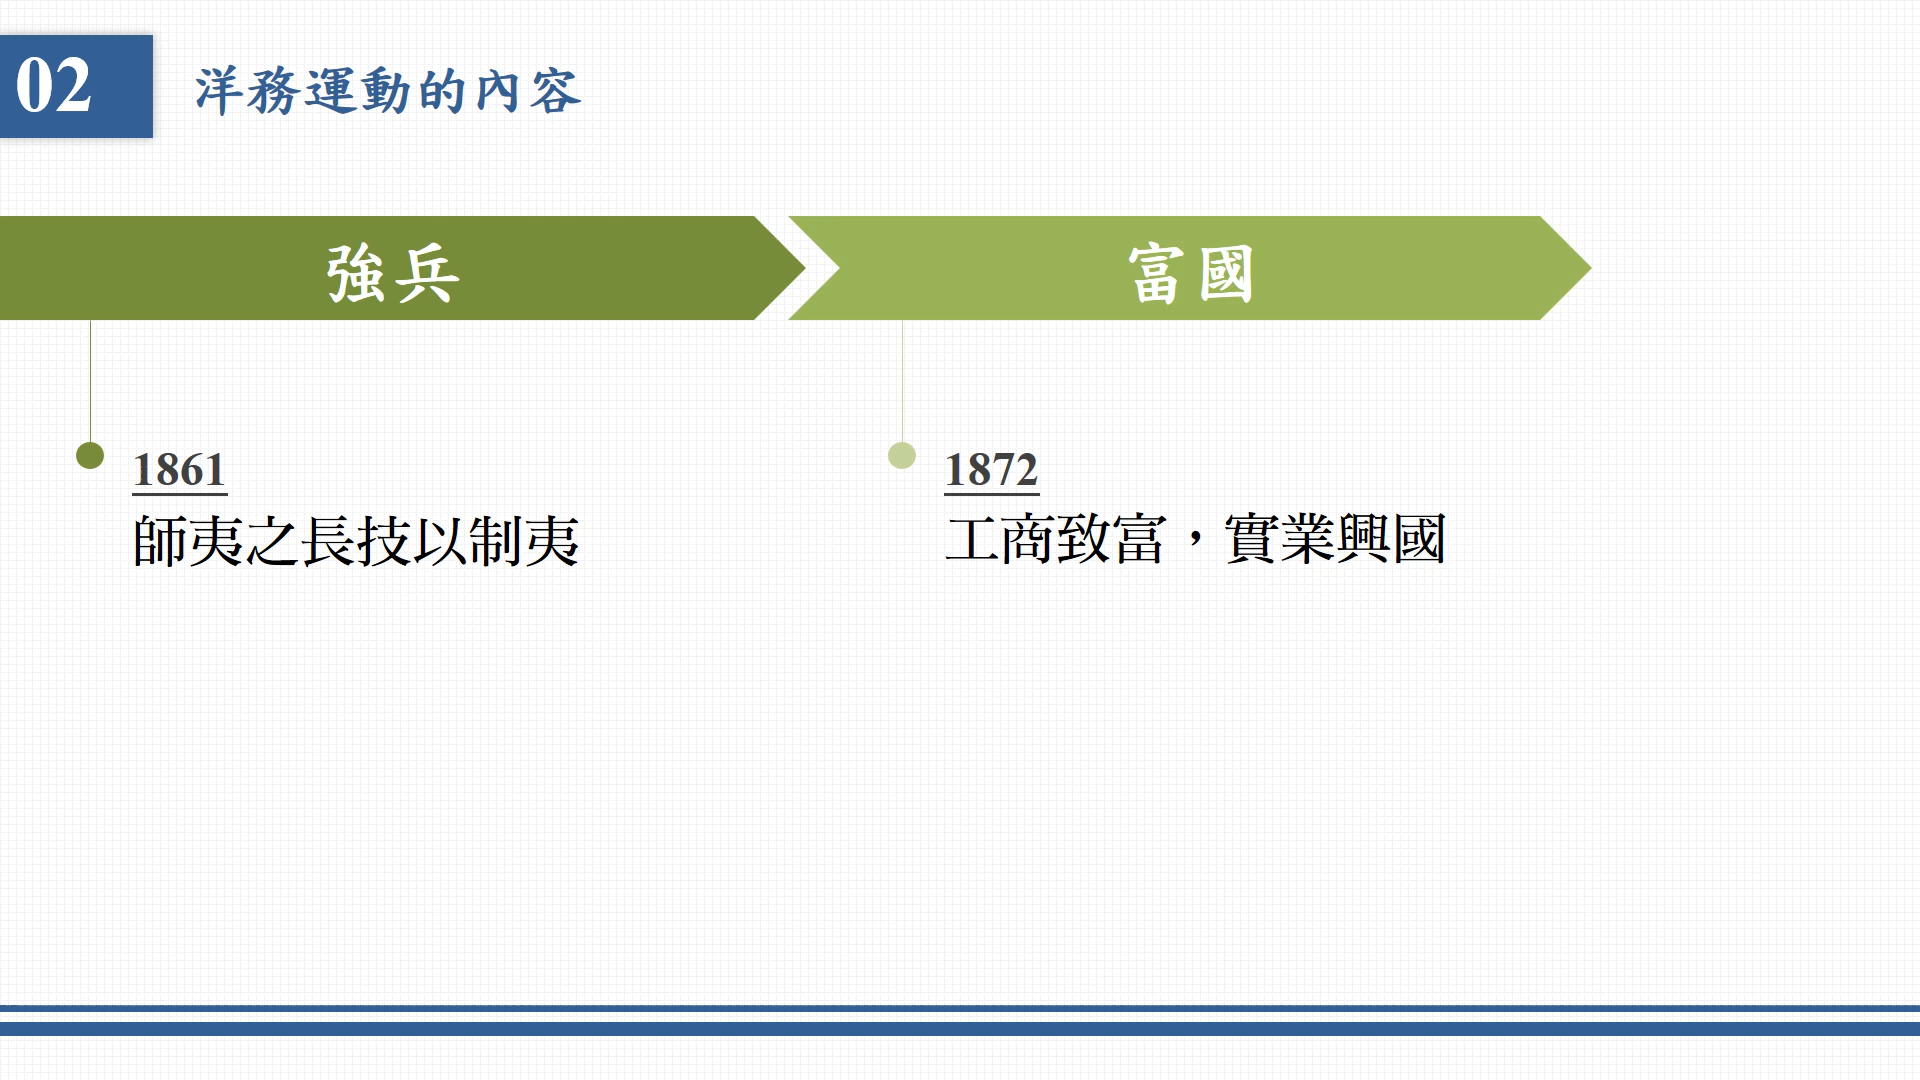 02
洋務運動的內容
強兵
富國
1861
師夷之長技以制夷
1872
工商致富，實業興國